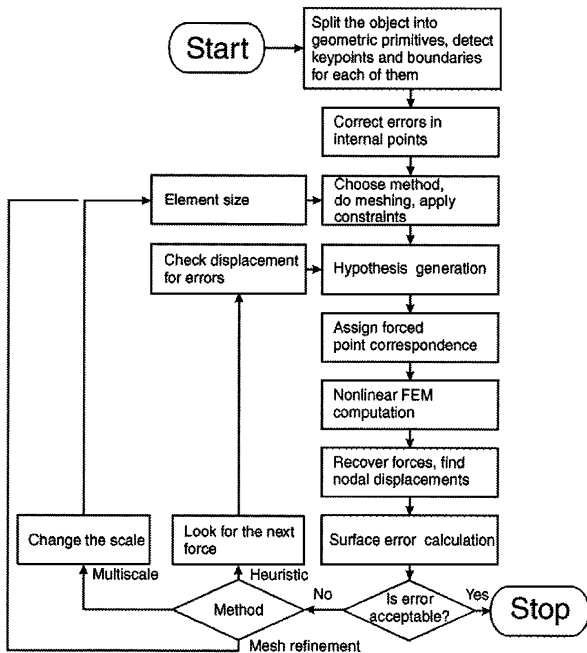 Start
Split the object into
geometric primitives, detect
keypoints and boundaries
for each of them
Correct errors in
internal points
Element size
Choose method,
do meshing, apply
constraints
Check displacement
for errors
Hypothesis generation
Assign forced
point correspondence
Nonlinear FEM
computation
Recover forces, find
nodal displacements
Change the scale
Look for the next
force
Surface error calculation
Multiscale
Heuristic
Method
No
Is error
acceptable?
Yes
Stop
Mesh refinement